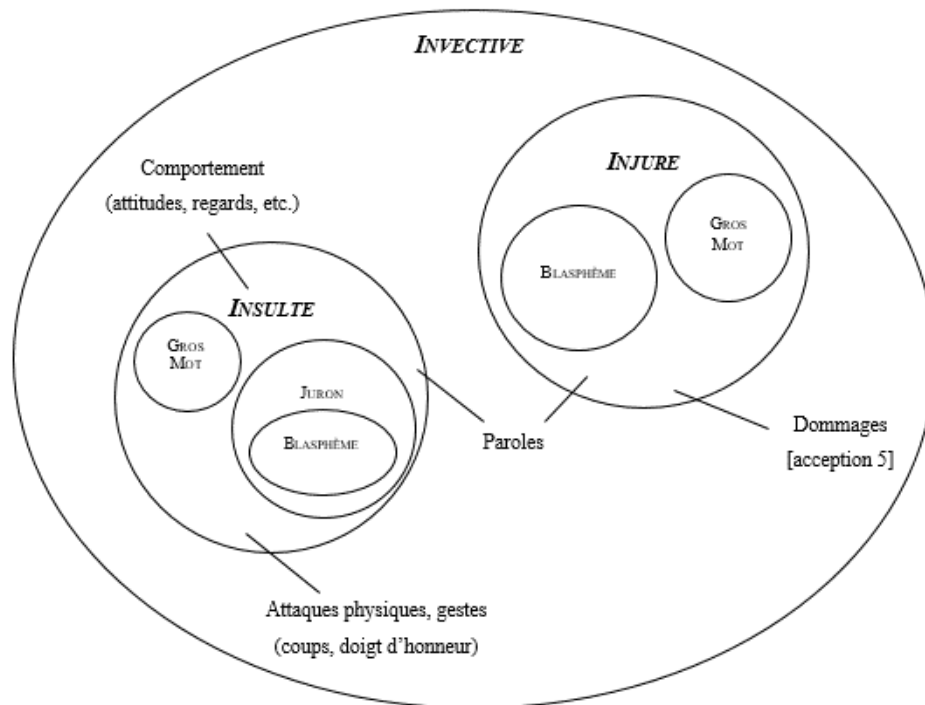 INVECTIVE
INJURE
Comportement
(attitudes, regards, etc.)
GROS
MOT
BLASPHÈME
INSULTE
GROS
MOT
JURON
BLASPHÈME
Paroles
Dommages
[acception 5]
Attaques physiques, gestes
(coups, doigt d’honneur)